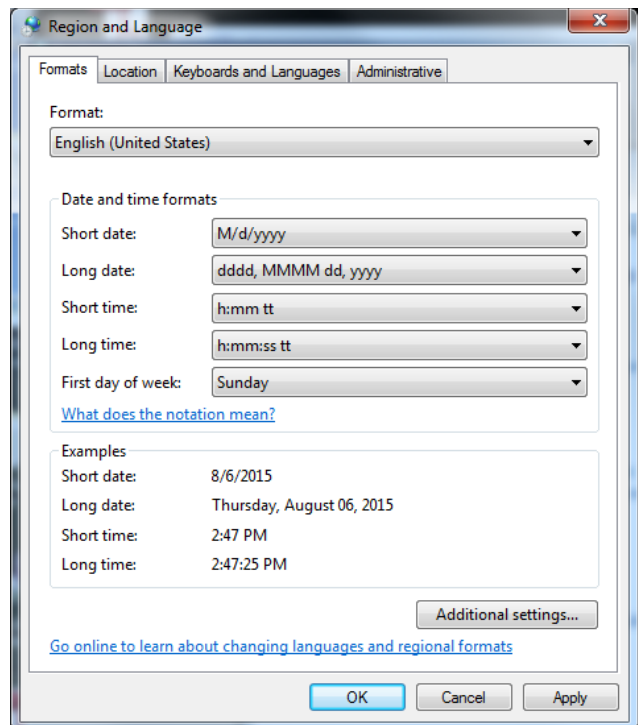 Region and Language
Formats Location Keyboards and Languages Administrative
Format:
English (United States)
Date and time formats
Short date: M/d/yyyy
Long date: dddd, MMMM dd, yyyy
Short time: h:mm tt
Long time: h:mm:ss tt
First day of week: Sunday
What does the notation mean?
Examples
Short date: 8/6/2015
Long date: Thursday, August 06, 2015
Short time: 2:47 PM
Long time: 2:47:25 PM
Additional settings...
Go online to learn about changing languages and regional formats
OK Cancel Apply